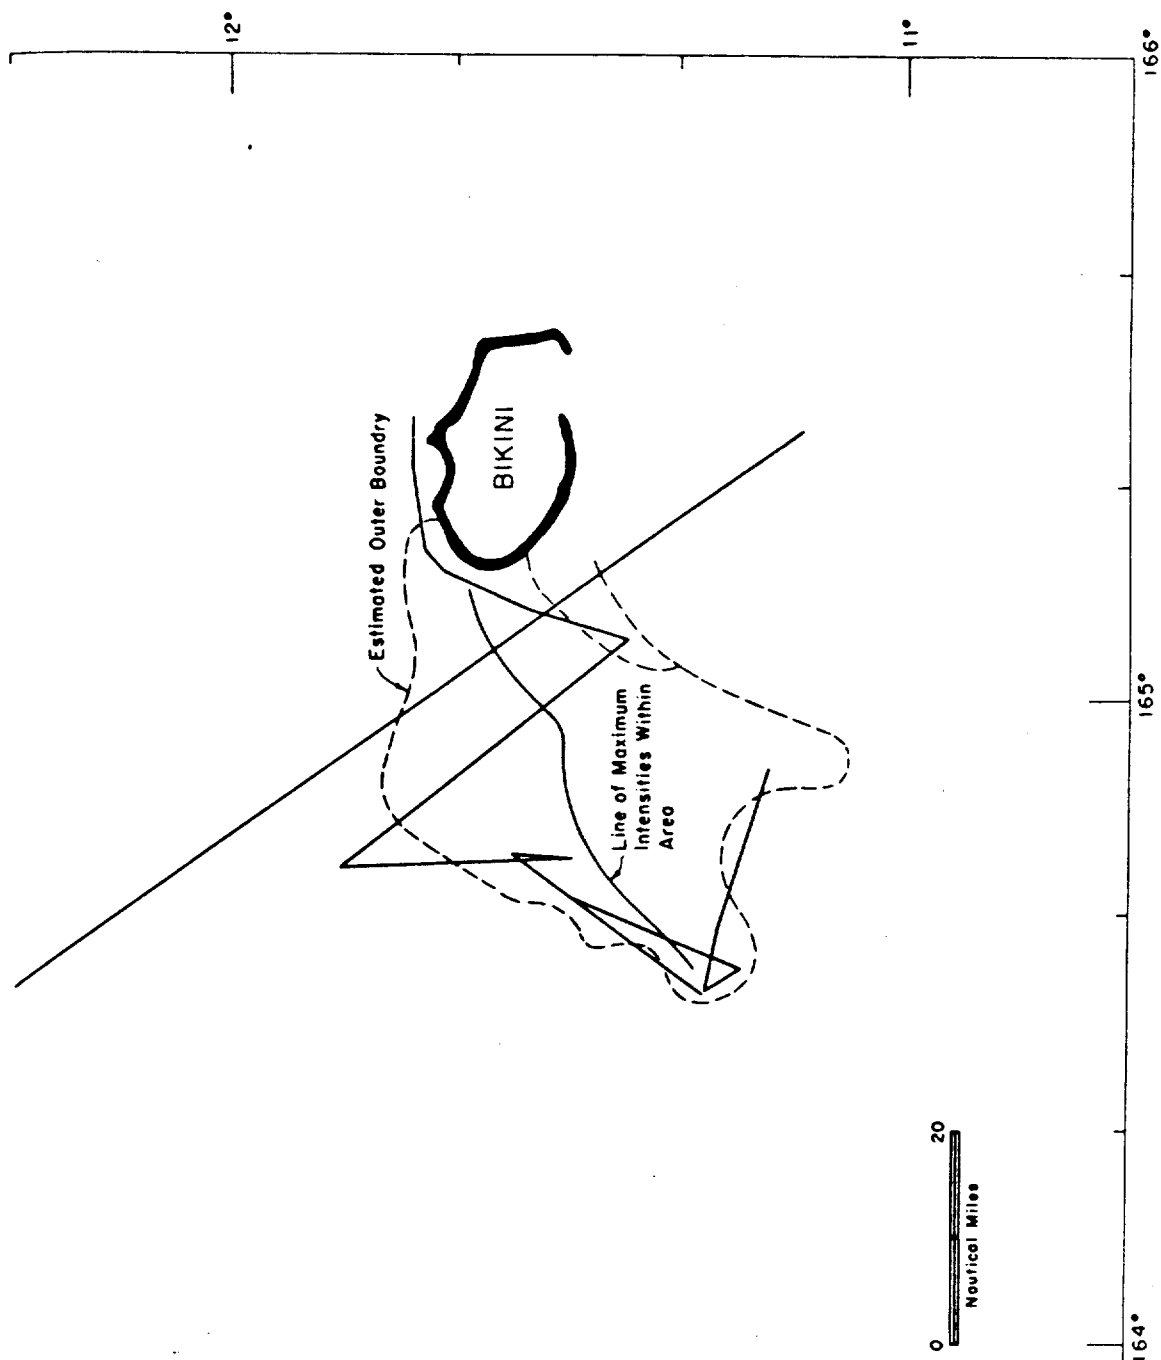 12°
11°
166°
Estimated Outer Boundry
BIKINI
165°
Line of Maximum
Intensities Within
Area
0 20
Nautical Miles
164°